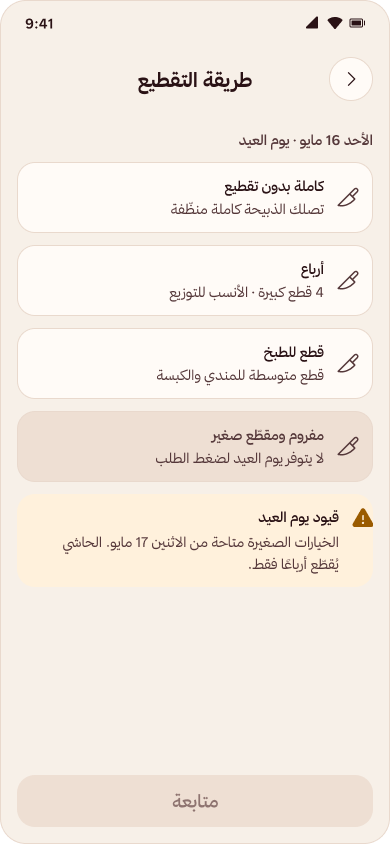 9:41
طريقة التقطيع
الأحد 16 مايو · يوم العيد
كاملة بدون تقطيع
تصلك الذبيحة كاملة منظّفة
أرباع
4 قطع كبيرة · الأنسب للتوزيع
قطع للطبخ
قطع متوسطة للمندي والكبسة
مفروم ومقطّع صغير
لا يتوفر يوم العيد لضغط الطلب
قيود يوم العيد
الخيارات الصغيرة متاحة من الاثنين 17 مايو. الحاشي
يُقطّع أرباعًا فقط.
متابعة